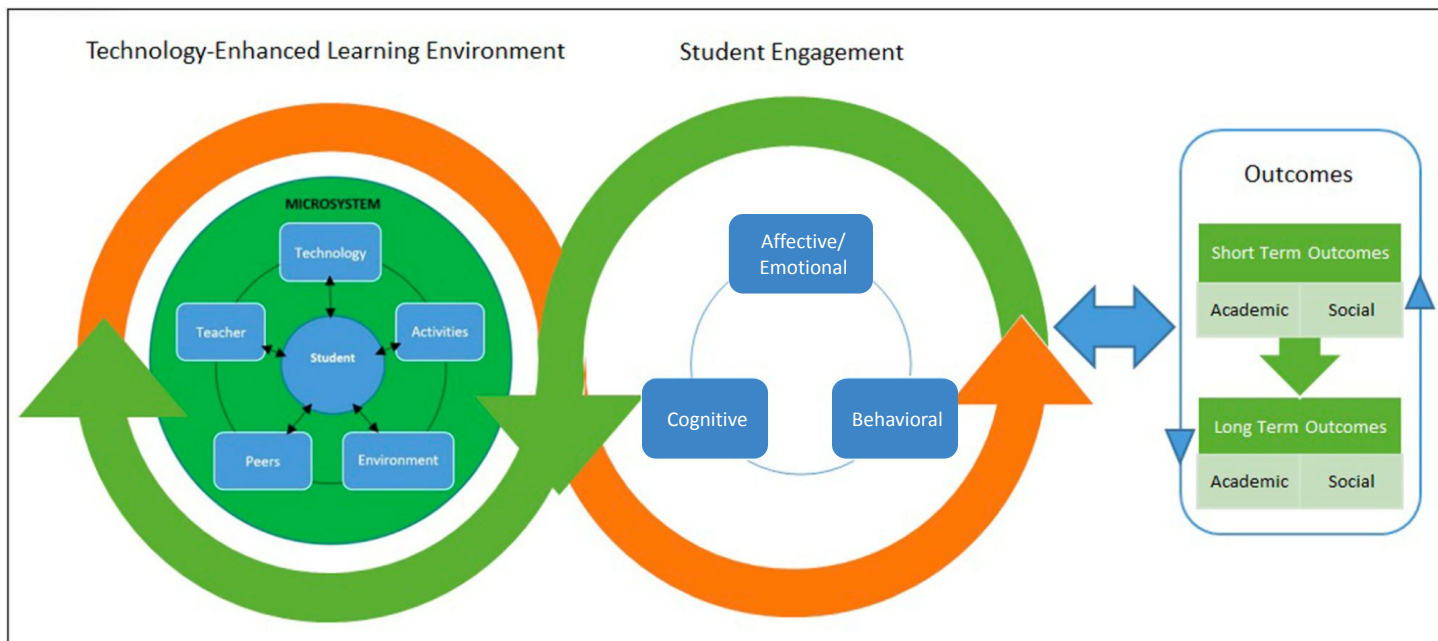 Technology-Enhanced Learning Environment
Student Engagement
MICROSYSTEM
Technology
Teacher
Activities
Student
Peers
Environment
Affective/
Emotional
Cognitive
Behavioral
Outcomes
Short Term Outcomes
Academic
Social
Long Term Outcomes
Academic
Social